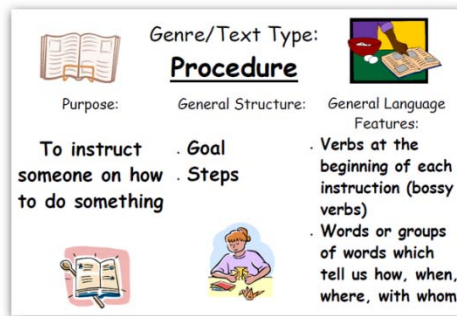 Genre/Text Type:
Procedure
Purpose:
To instruct
someone on how
to do something
General Structure:
. Goal
. Steps
General Language
Features:
. Verbs at the
beginning of each
instruction (bossy
verbs)
. Words or groups
of words which
tell us how, when,
where, with whom